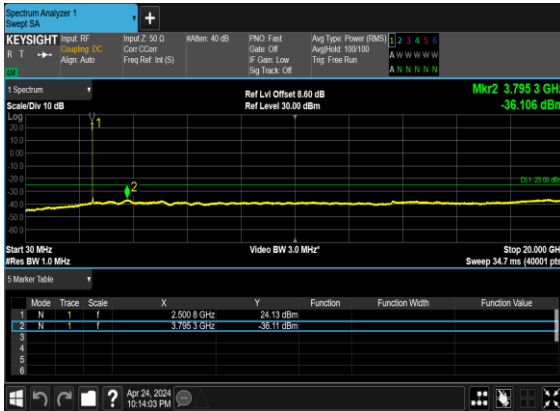 Spectrum Analyzer 1
Swept SA
KEYSIGHT Input: RF Input Z: 50 Ω #Atten: 40 dB PNO: Fast Avg Type: Power (RMS) 1 2 3 4 5 6
R T Coupling: DC Corr CCorr Gate: Off Avg|Hold: 100/100 A W W W W W
Align: Auto Freq Ref: Int (S) IF Gain: Low Trig: Free Run
Sig Track: Off A N N N N N
1 Spectrum Ref Lvl Offset 8.60 dB Mkr2 3.795 3 GHz
Scale/Div 10 dB Ref Level 30.00 dBm -36.106 dBm
Log
20.0 1
10.0
0.00
-10.0
-20.0 DL1 -25.00 dBm
-30.0 2
-40.0
-50.0
-60.0
Start 30 MHz Video BW 3.0 MHz* Stop 20.000 GHz
#Res BW 1.0 MHz Sweep 34.7 ms (40001 pts)
5 Marker Table
Mode Trace Scale X Y Function Function Width Function Value
1 N 1 f 2.500 8 GHz 24.13 dBm
2 N 1 f 3.795 3 GHz -36.11 dBm
3
4
5
6
? Apr 24, 2024
10:14:03 PM